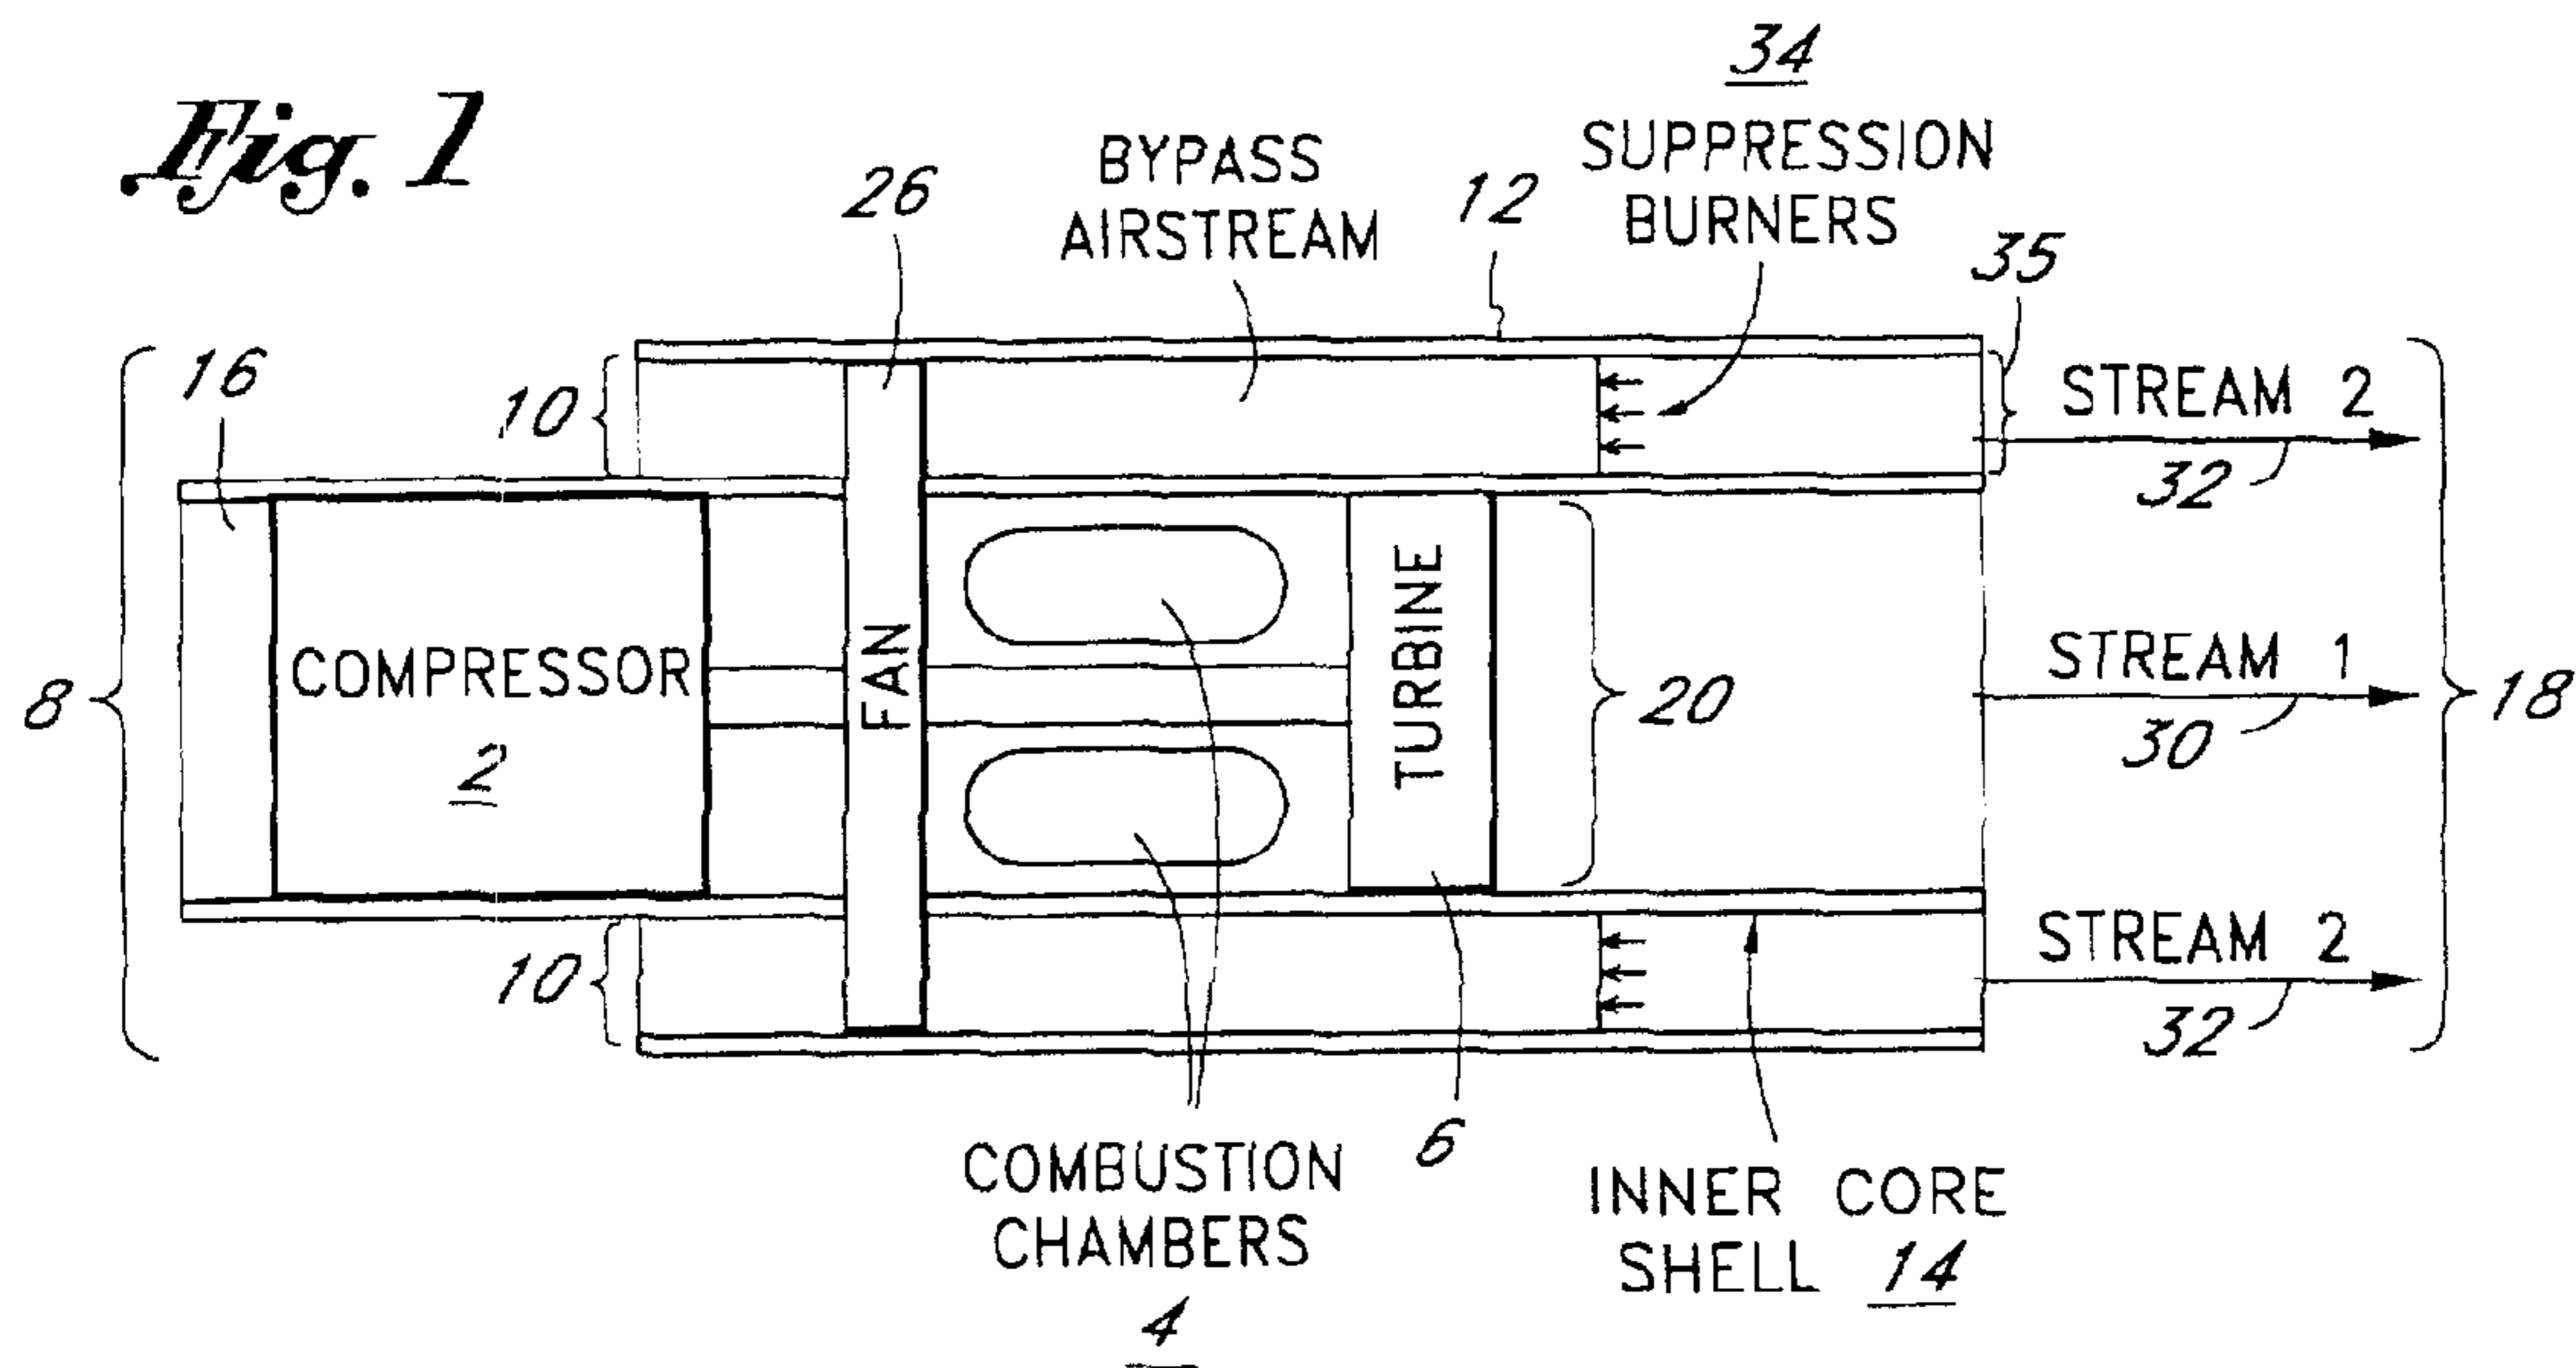 Fig. 1
34
SUPPRESSION
BURNERS
BYPASS
AIRSTREAM
26
12
35
16
10
STREAM 2
32
8
COMPRESSOR
2
FAN
TURBINE
20
STREAM 1
30
18
10
STREAM 2
32
COMBUSTION
CHAMBERS
4
6
INNER CORE
SHELL 14